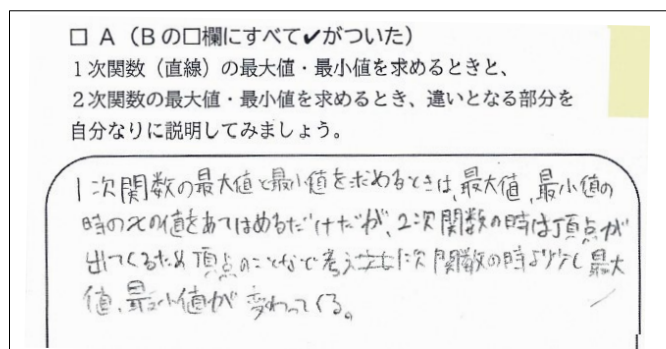 □ A（Bの口欄にすべて✔がついた）
1次関数（直線）の最大値・最小値を求めるときと、
2次関数の最大値・最小値を求めるとき、違いとなる部分を
自分なりに説明してみましょう。
1次関数の最大値と最小値を求めるときは、最大値、最小値の
時のxの値をあてはめるだけだが、2次関数の時は頂点が
出てくるため頂点のことなど考え 1次関数の時より少し最大
値、最小値が変わってくる。